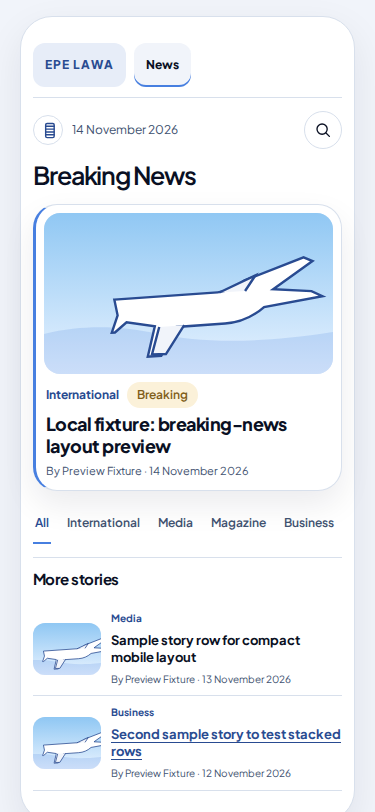 EPE LAWA
News
14 November 2026
Breaking News
International
Breaking
Local fixture: breaking-news
layout preview
By Preview Fixture · 14 November 2026
All International Media Magazine Business
More stories
Media
Sample story row for compact
mobile layout
By Preview Fixture · 13 November 2026
Business
Second sample story to test stacked
rows
By Preview Fixture · 12 November 2026